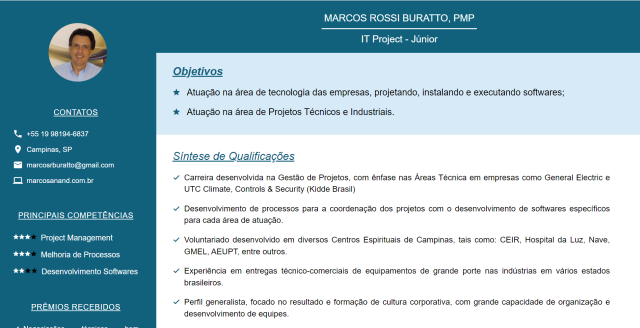 MARCOS ROSSI BURATTO, PMP
IT Project - Júnior
CONTATOS
+55 19 98194-6837
Campinas, SP
marcosrburatto@gmail.com
marcosanand.com.br
PRINCIPAIS COMPETÊNCIAS
Project Management
Melhoria de Processos
Desenvolvimento Softwares
PRÊMIOS RECEBIDOS
Objetivos
Atuação na área de tecnologia das empresas, projetando, instalando e executando softwares;
Atuação na área de Projetos Técnicos e Industriais.
Síntese de Qualificações
Carreira desenvolvida na Gestão de Projetos, com ênfase nas Áreas Técnica em empresas como General Electric e
UTC Climate, Controls & Security (Kidde Brasil)
Desenvolvimento de processos para a coordenação dos projetos com o desenvolvimento de softwares específicos
para cada área de atuação.
Voluntariado desenvolvido em diversos Centros Espirituais de Campinas, tais como: CEIR, Hospital da Luz, Nave,
GMEL, AEUPT, entre outros.
Experiência em entregas técnico-comerciais de equipamentos de grande porte nas indústrias em vários estados
brasileiros.
Perfil generalista, focado no resultado e formação de cultura corporativa, com grande capacidade de organização e
desenvolvimento de equipes.